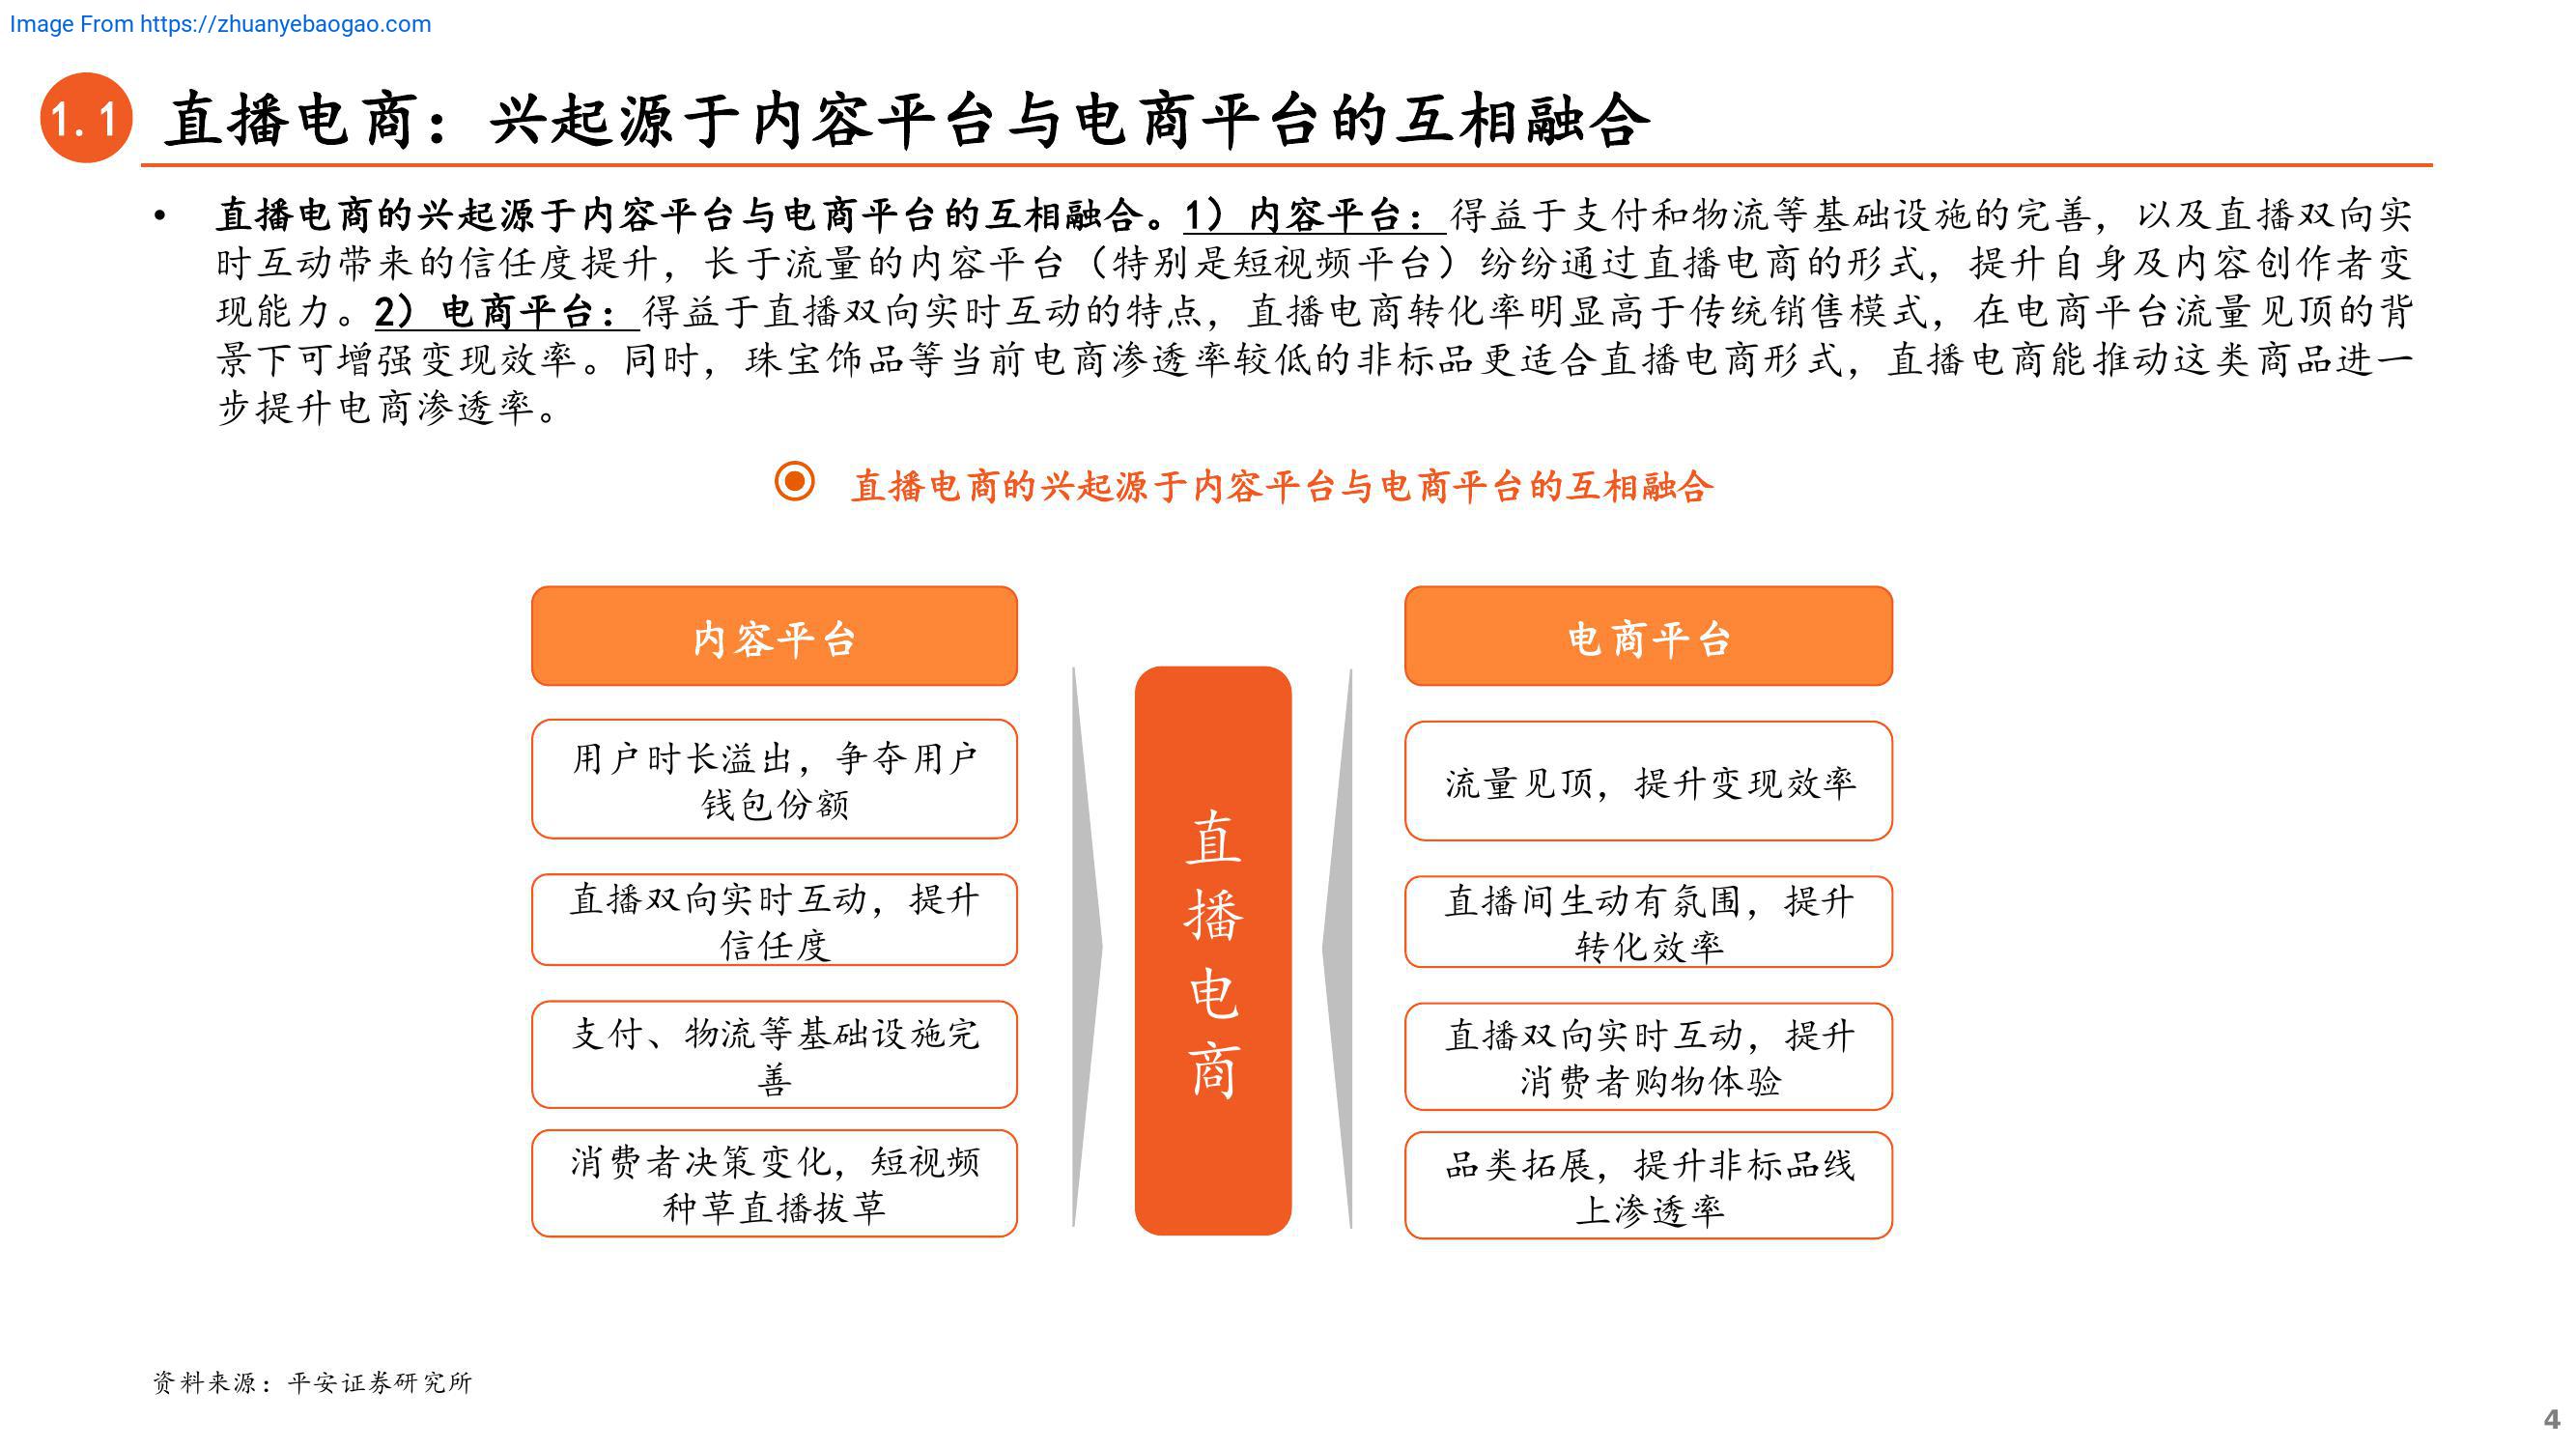 Image From https://zhuanyebaogao.com
1.1 直播电商：兴起源于内容平台与电商平台的互相融合
• 直播电商的兴起源于内容平台与电商平台的互相融合。1）内容平台：得益于支付和物流等基础设施的完善，以及直播双向实
时互动带来的信任度提升，长于流量的内容平台（特别是短视频平台）纷纷通过直播电商的形式，提升自身及内容创作者变
现能力。2）电商平台：得益于直播双向实时互动的特点，直播电商转化率明显高于传统销售模式，在电商平台流量见顶的背
景下可增强变现效率。同时，珠宝饰品等当前电商渗透率较低的非标品更适合直播电商形式，直播电商能推动这类商品进一
步提升电商渗透率。
直播电商的兴起源于内容平台与电商平台的互相融合
内容平台
用户时长溢出，争夺用户
钱包份额
直播双向实时互动，提升
信任度
支付、物流等基础设施完
善
消费者决策变化，短视频
种草直播拔草
直
播
电
商
电商平台
流量见顶，提升变现效率
直播间生动有氛围，提升
转化效率
直播双向实时互动，提升
消费者购物体验
品类拓展，提升非标品线
上渗透率
资料来源：平安证券研究所
4